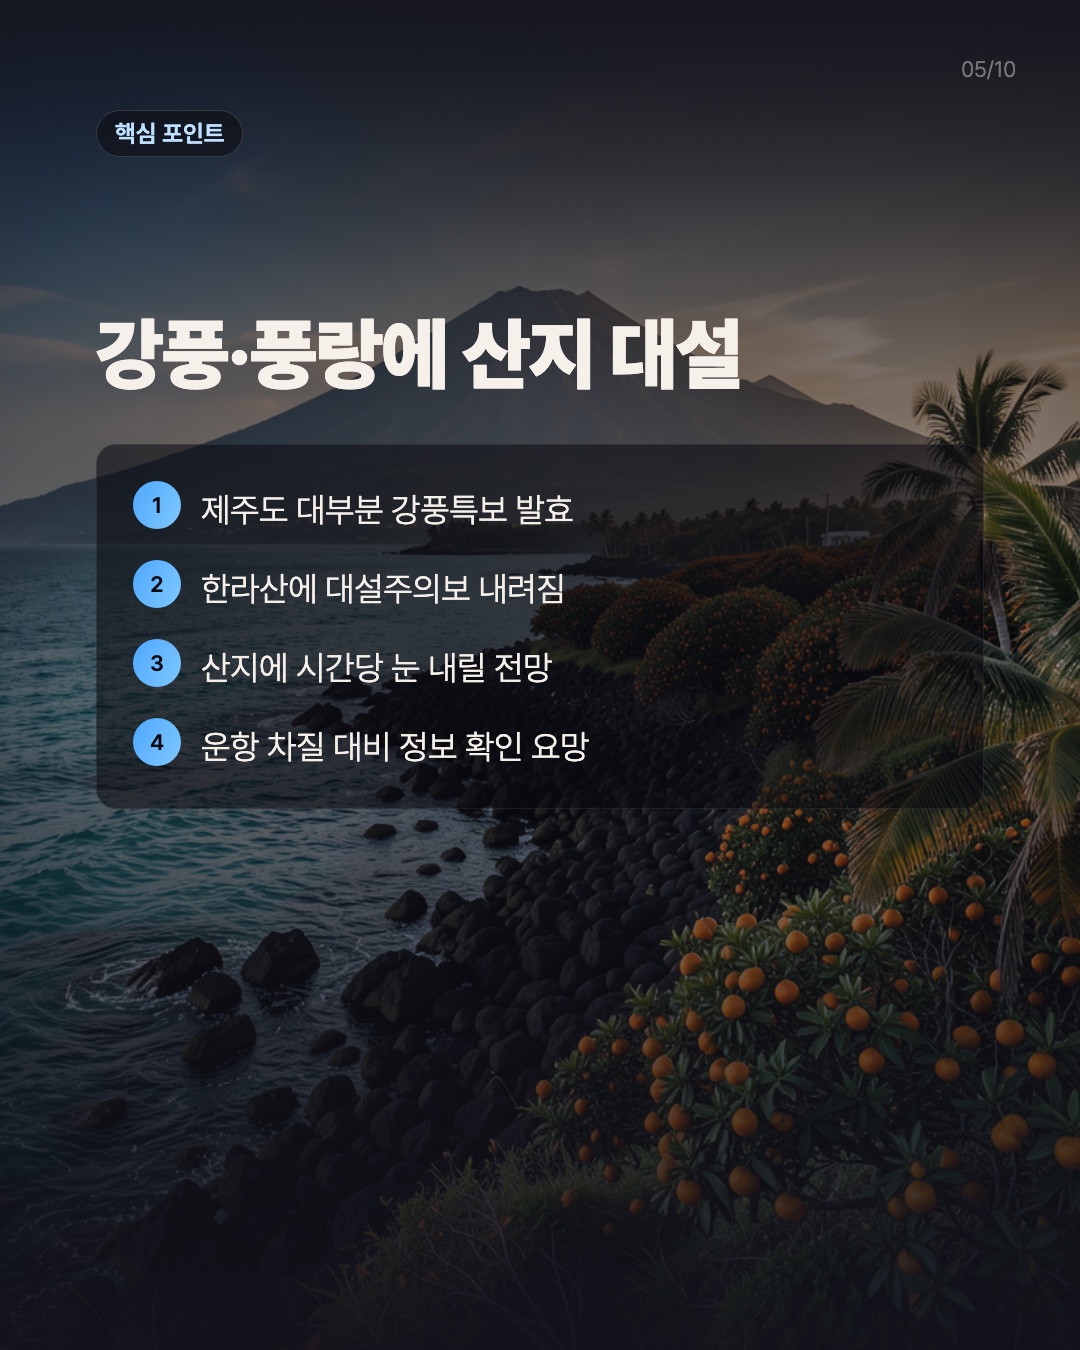 05/10
핵심 포인트
강풍·풍랑에 산지 대설
1 제주도 대부분 강풍특보 발효
2 한라산에 대설주의보 내려짐
3 산지에 시간당 눈 내릴 전망
4 운항 차질 대비 정보 확인 요망